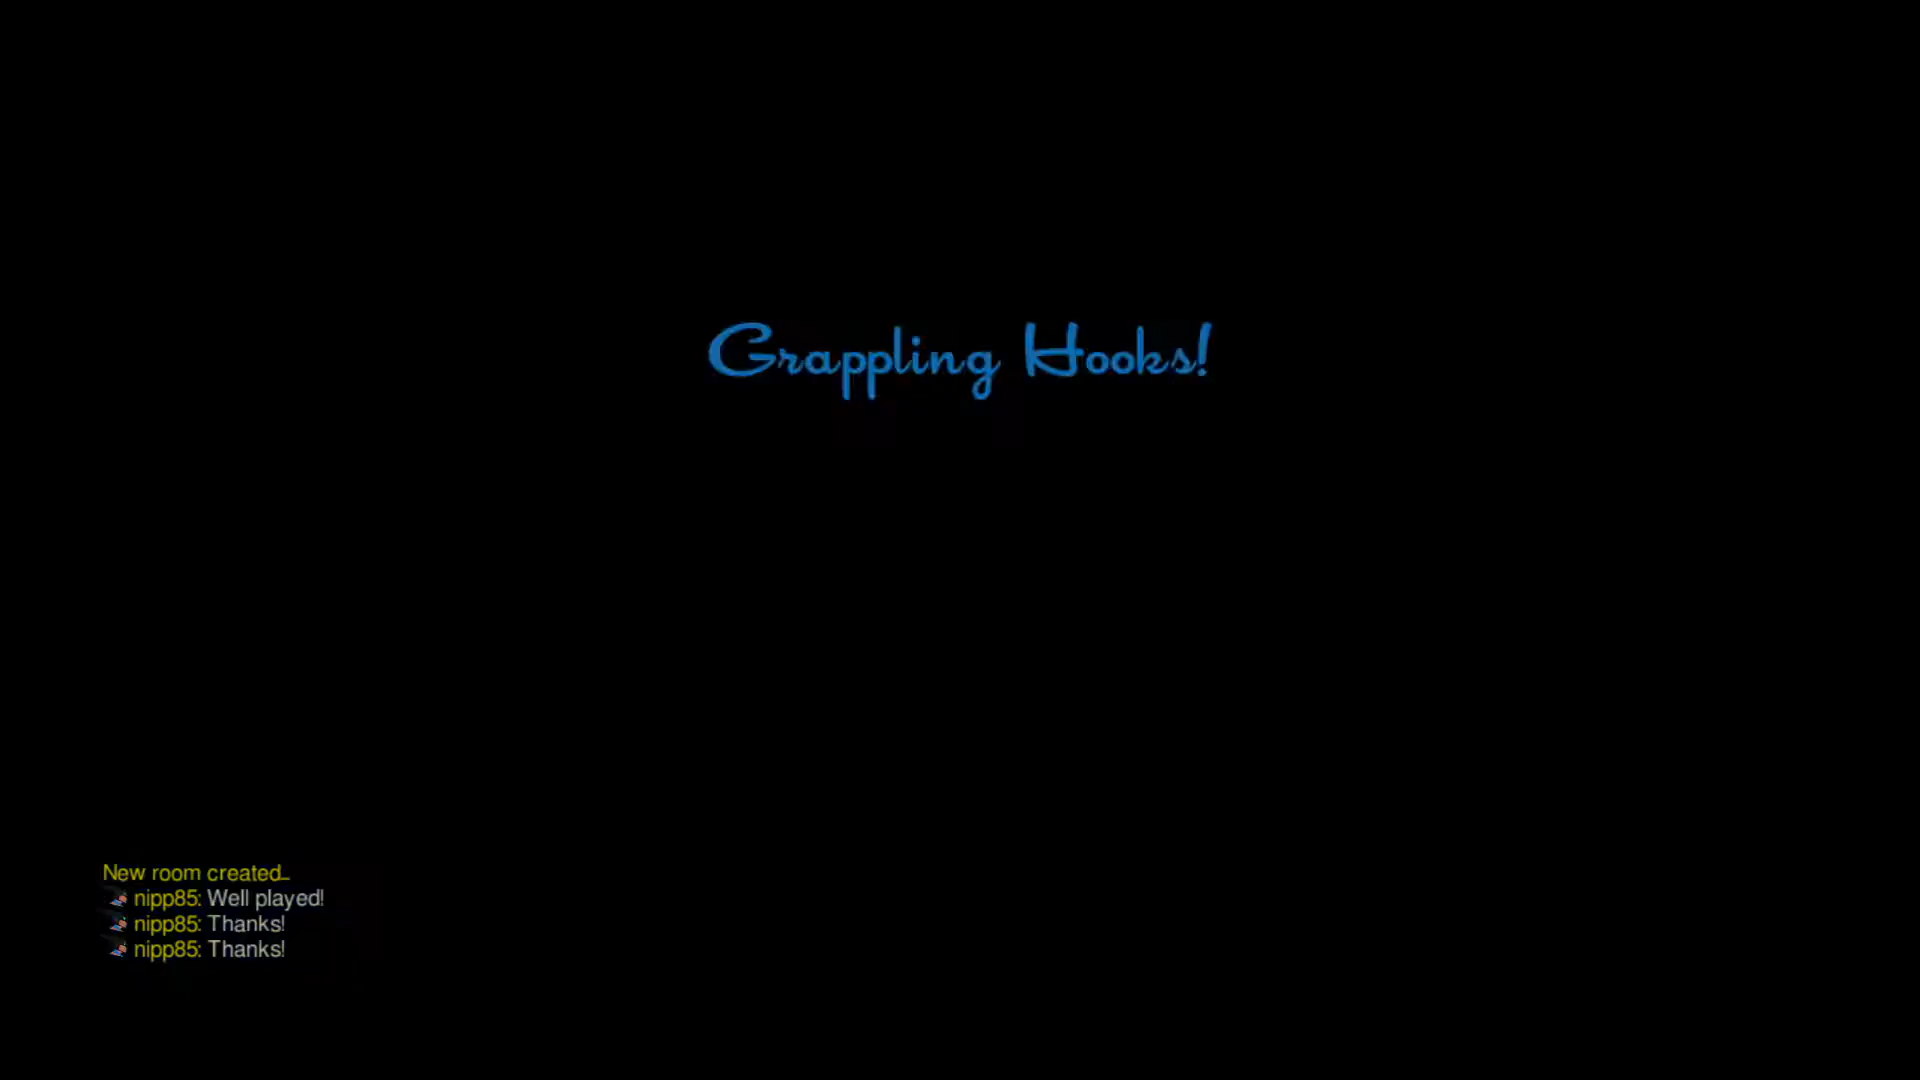 Grappling Hooks!
New room created...
nipp85: Well played!
nipp85: Thanks!
nipp85: Thanks!